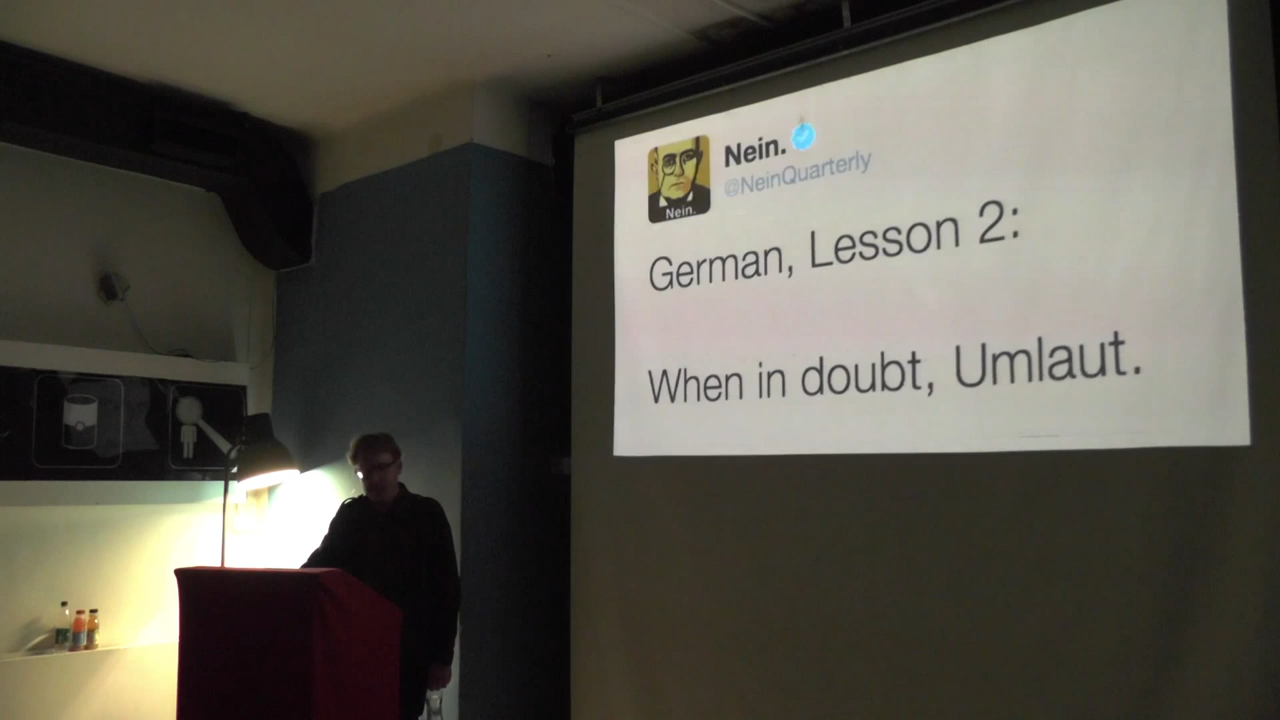 Nein.
@NeinQuarterly
Nein.
German, Lesson 2:
When in doubt, Umlaut.